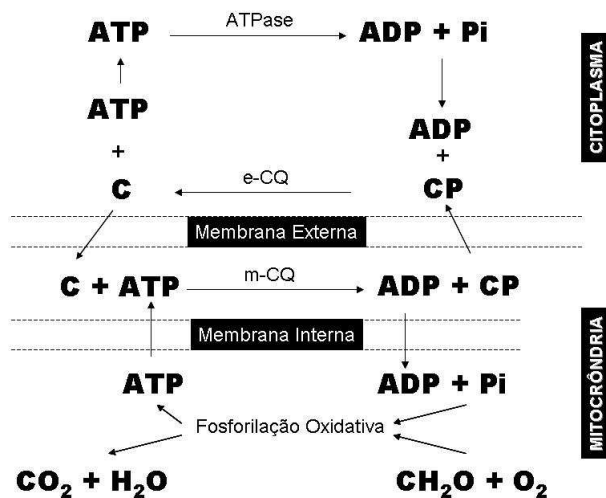 ATPase
ATP ADP + Pi
ATP ADP
+ +
e-CQ
C CP
CITOPLASMA
Membrana Externa
m-CQ
C + ATP ADP + CP
Membrana Interna
ATP ADP + Pi
Fosforilação Oxidativa
CO₂ + H₂O CH₂O + O₂
MITOCRÔNDRIA